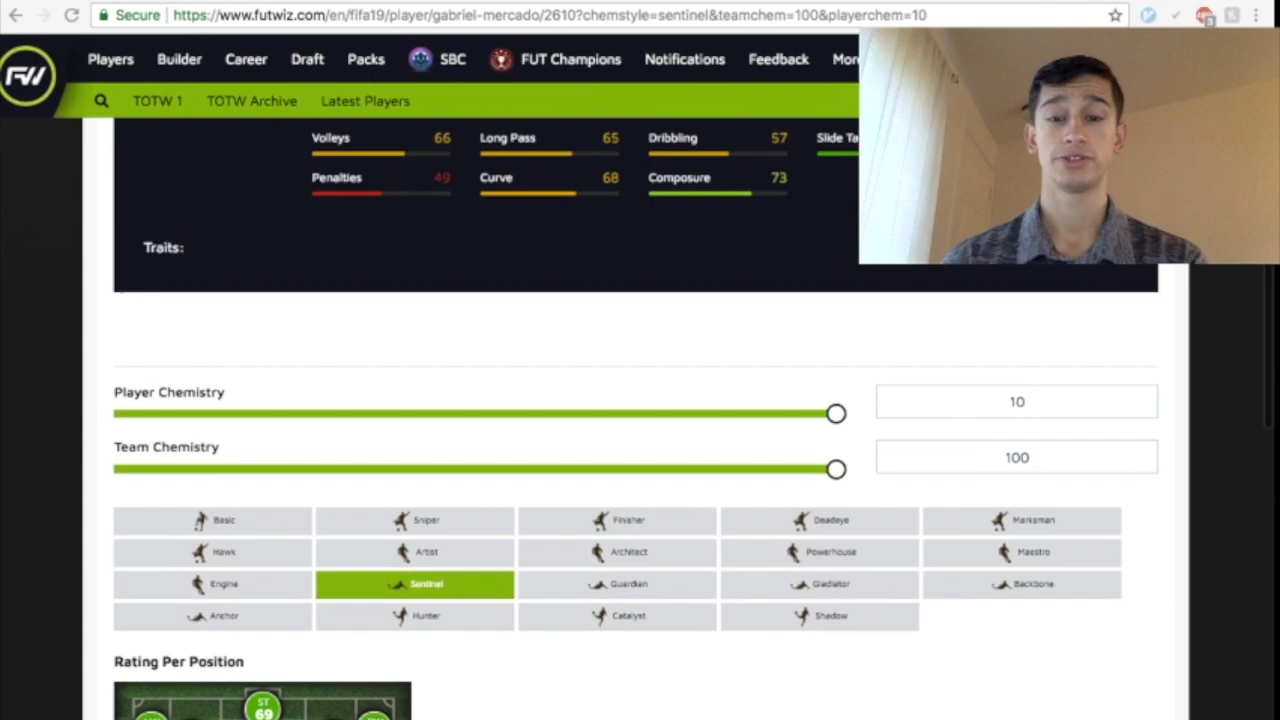 Secure https://www.futwiz.com/en/fifa19/player/gabriel-mercado/2610?chemstyle=sentinel&teamchem=100&playerchem=10
FW Players Builder Career Draft Packs SBC FUT Champions Notifications Feedback Mor
TOTW 1 TOTW Archive Latest Players
Volleys 66 Long Pass 65 Dribbling 57 Slide Ta
Penalties 49 Curve 68 Composure 73
Traits:
Player Chemistry
10
Team Chemistry
100
Basic Sniper Finisher Deadeye Marksman
Hawk Artist Architect Powerhouse Maestro
Engine Sentinel Guardian Gladiator Backbone
Anchor Hunter Catalyst Shadow
Rating Per Position
ST
69